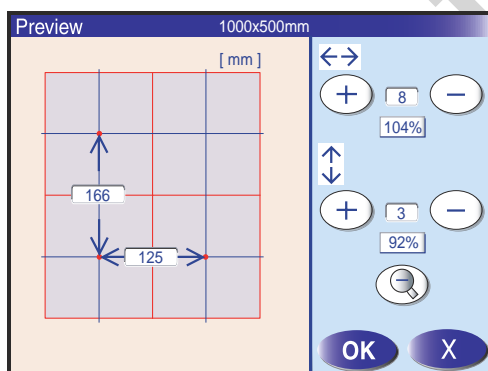 Preview 1000x500mm
[ mm ]
166
125
+ 8 −
104%
+ 3 −
92%
−
OK X